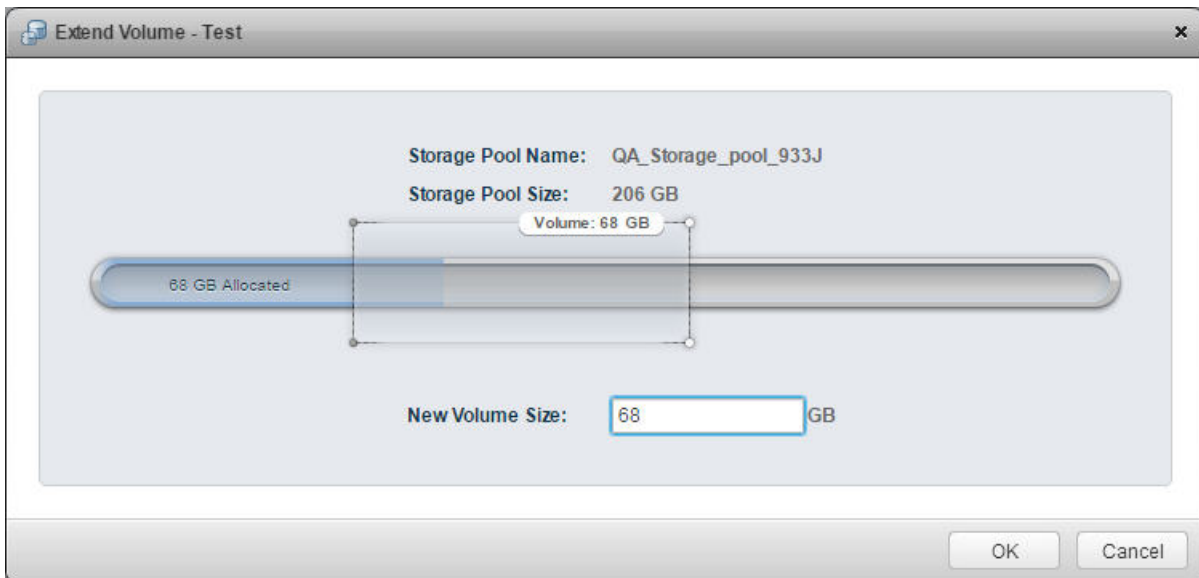 Extend Volume - Test
Storage Pool Name: QA_Storage_pool_933J
Storage Pool Size: 206 GB
Volume: 68 GB
68 GB Allocated
New Volume Size: 68 GB
OK Cancel